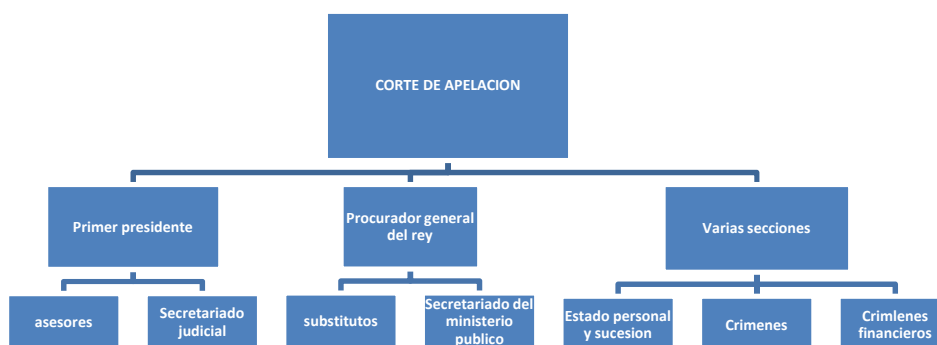 CORTE DE APELACION
Primer presidente
Procurador general
del rey
Varias secciones
asesores
Secretariado
judicial
substitutos
Secretariado del
ministerio
publico
Estado personal
y sucesion
Crimenes
Crimlenes
financieros